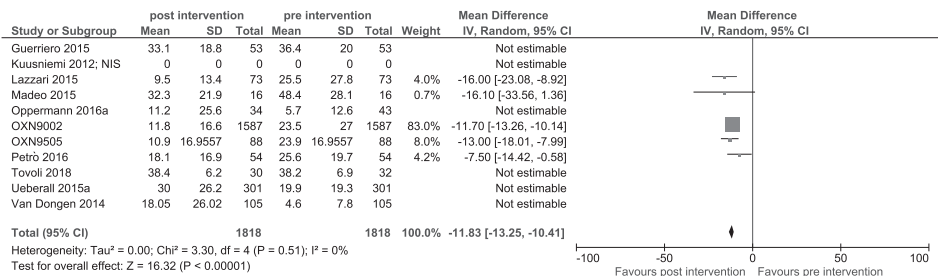 post intervention pre intervention Mean Difference Mean Difference
Study or Subgroup Mean SD Total Mean SD Total Weight IV, Random, 95% CI IV, Random, 95% CI
Guerriero 2015 33.1 18.8 53 36.4 20 53 Not estimable
Kuusniemi 2012; NIS 0 0 0 0 0 0 Not estimable
Lazzari 2015 9.5 13.4 73 25.5 27.8 73 4.0% -16.00 [-23.08, -8.92]
Madeo 2015 32.3 21.9 16 48.4 28.1 16 0.7% -16.10 [-33.56, 1.36]
Oppermann 2016a 11.2 25.6 34 5.7 12.6 43 Not estimable
OXN9002 11.8 16.6 1587 23.5 27 1587 83.0% -11.70 [-13.26, -10.14]
OXN9505 10.9 16.9557 88 23.9 16.9557 88 8.0% -13.00 [-18.01, -7.99]
Petrò 2016 18.1 16.9 54 25.6 19.7 54 4.2% -7.50 [-14.42, -0.58]
Tovoli 2018 38.4 6.2 30 38.2 6.9 32 Not estimable
Ueberall 2015a 30 26.2 301 19.9 19.3 301 Not estimable
Van Dongen 2014 18.05 26.02 105 4.6 7.8 105 Not estimable
Total (95% CI) 1818 1818 100.0% -11.83 [-13.25, -10.41]
Heterogeneity: Tau² = 0.00; Chi² = 3.30, df = 4 (P = 0.51); I² = 0%
Test for overall effect: Z = 16.32 (P < 0.00001)
-100 -50 0 50 100
Favours post intervention Favours pre intervention